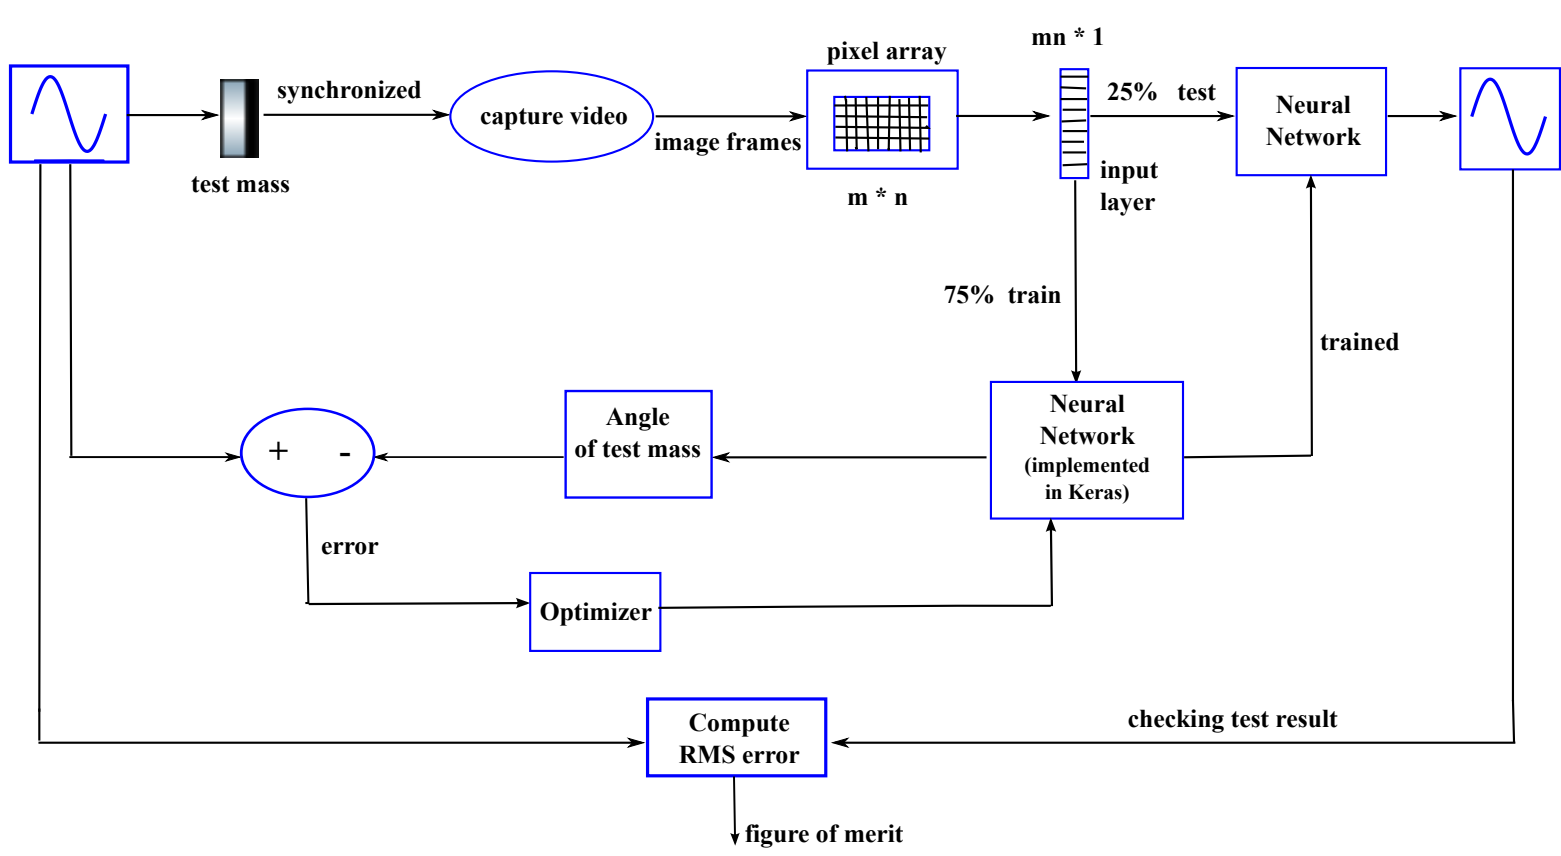 mn * 1
pixel array
synchronized
25% test
capture video
image frames
Neural
Network
test mass
m * n
input
layer
75% train
trained
Angle
of test mass
+ -
Neural
Network
(implemented
in Keras)
error
Optimizer
Compute
RMS error
checking test result
figure of merit